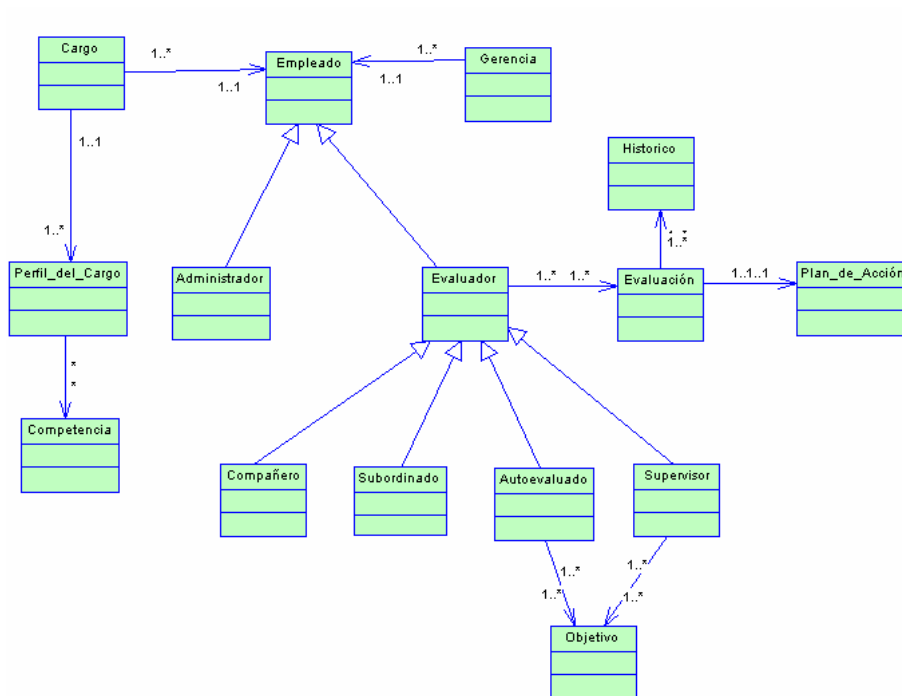 Cargo
Empleado
Gerencia
1..*
1..1
1..*
1..1
1..1
Historico
1..*
1..*
Perfil_del_Cargo
Administrador
Evaluador
1..* 1..*
Evaluación
1..1..1
Plan_de_Acción
*
*
Competencia
Compañero
Subordinado
Autoevaluado
Supervisor
1..*
1..*
1..*
1..*
Objetivo